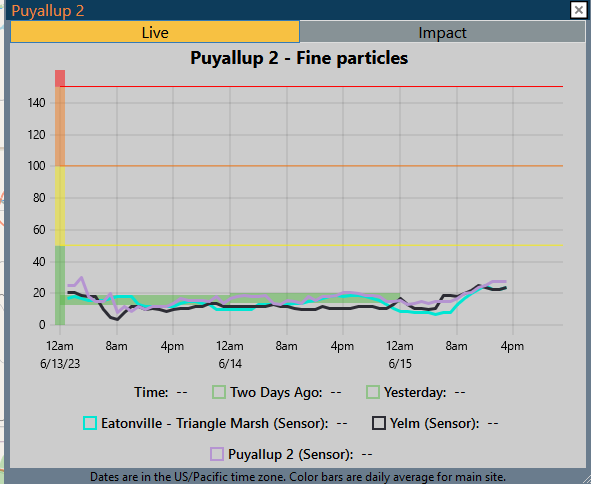 Puyallup 2
Live Impact
Puyallup 2 - Fine particles
140
120
100
80
60
40
20
0
12am 8am 4pm 12am 8am 4pm 12am 8am 4pm
6/13/23 6/14 6/15
Time: -- Two Days Ago: -- Yesterday: --
Eatonville - Triangle Marsh (Sensor): -- Yelm (Sensor): --
Puyallup 2 (Sensor): --
Dates are in the US/Pacific time zone. Color bars are daily average for main site.